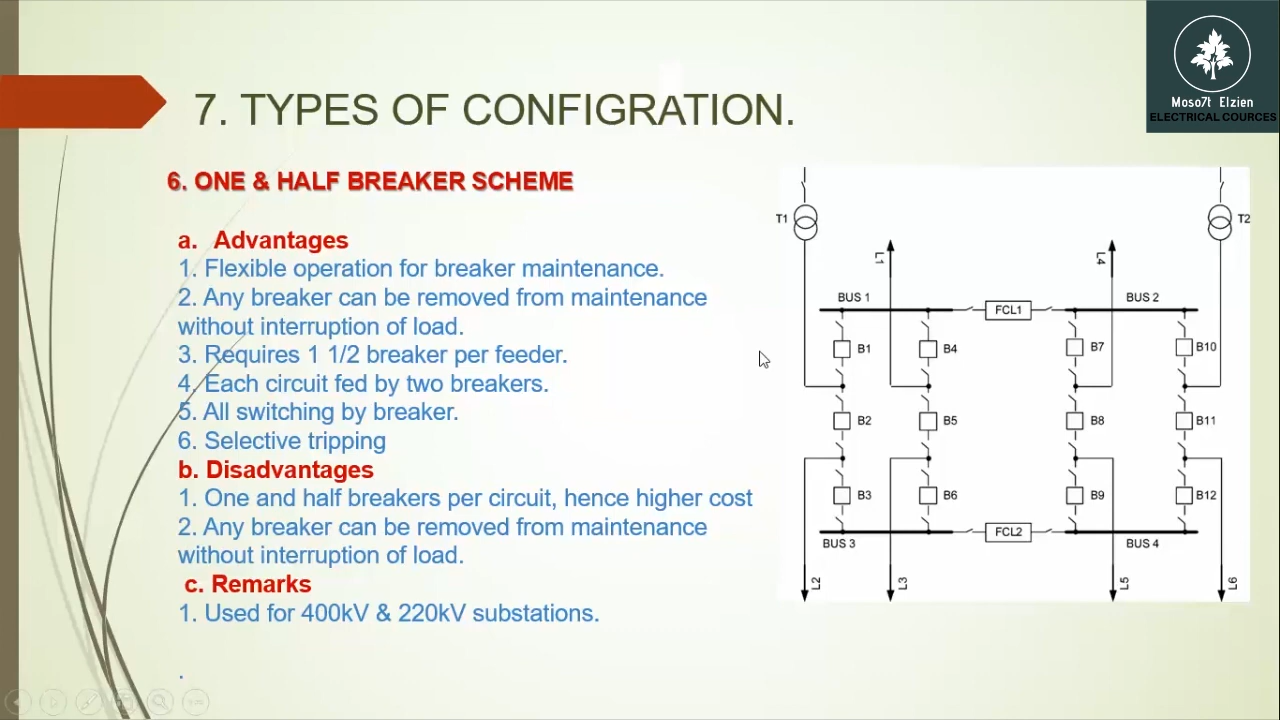 Moso7t Elzien
ELECTRICAL COURCES
7. TYPES OF CONFIGRATION.
6. ONE & HALF BREAKER SCHEME
a. Advantages
1. Flexible operation for breaker maintenance.
2. Any breaker can be removed from maintenance
without interruption of load.
3. Requires 1 1/2 breaker per feeder.
4. Each circuit fed by two breakers.
5. All switching by breaker.
6. Selective tripping
b. Disadvantages
1. One and half breakers per circuit, hence higher cost
2. Any breaker can be removed from maintenance
without interruption of load.
c. Remarks
1. Used for 400kV & 220kV substations.
.
T1
T2
L1
L4
BUS 1
FCL1
BUS 2
B1
B4
B7
B10
B2
B5
B8
B11
B3
B6
B9
B12
BUS 3
FCL2
BUS 4
L2
L3
L5
L6